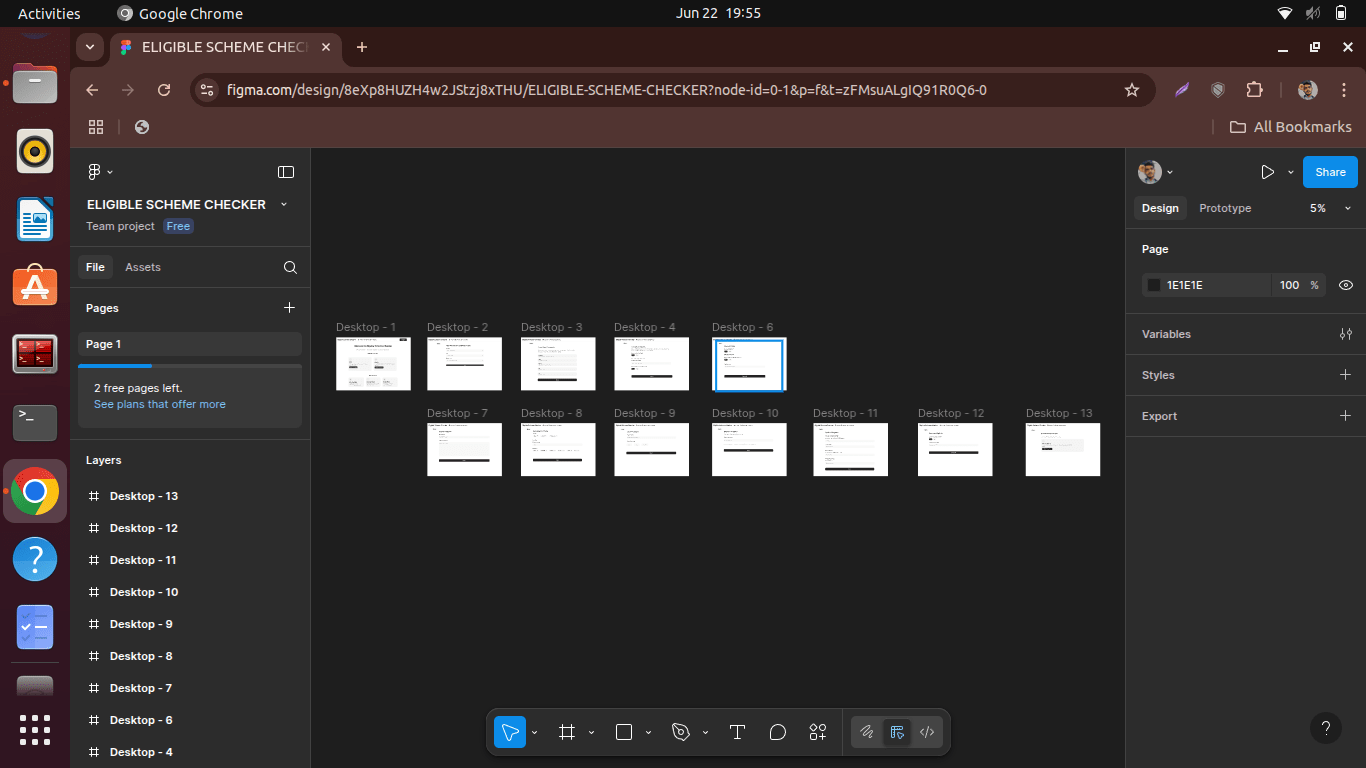 Activities
Google Chrome
Jun 22 19:55
ELIGIBLE SCHEME CHEC
figma.com/design/8eXp8HUZH4w2JStzj8xTHU/ELIGIBLE-SCHEME-CHECKER?node-id=0-1&p=f&t=zFMsuALgIQ91R0Q6-0
All Bookmarks
ELIGIBLE SCHEME CHECKER
Team project Free
File Assets
Pages
Page 1
2 free pages left.
See plans that offer more
Layers
Desktop - 13
Desktop - 12
Desktop - 11
Desktop - 10
Desktop - 9
Desktop - 8
Desktop - 7
Desktop - 6
Desktop - 4
Desktop - 1 Desktop - 2 Desktop - 3 Desktop - 4 Desktop - 6
Desktop - 7 Desktop - 8 Desktop - 9 Desktop - 10 Desktop - 11 Desktop - 12 Desktop - 13
Share
Design Prototype 5%
Page
1E1E1E 100 %
Variables
Styles
Export